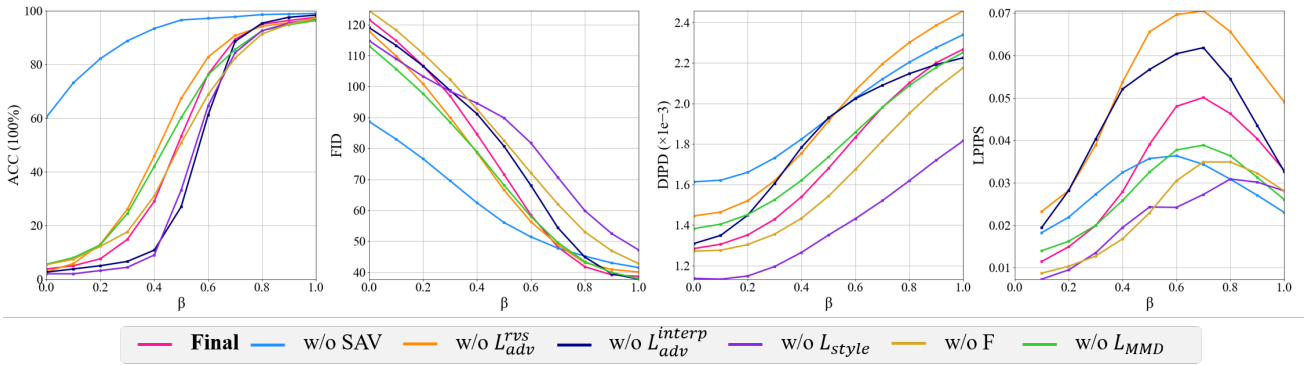 ACC (100%)
100
80
60
40
20
0
0.0 0.2 0.4 0.6 0.8 1.0
β
FID
120
110
100
90
80
70
60
50
40
0.0 0.2 0.4 0.6 0.8 1.0
β
DIPD (×1e−3)
2.4
2.2
2.0
1.8
1.6
1.4
1.2
0.0 0.2 0.4 0.6 0.8 1.0
β
LPIPS
0.07
0.06
0.05
0.04
0.03
0.02
0.01
0.0 0.2 0.4 0.6 0.8 1.0
β
Final w/o SAV w/o L_{adv}^{rvs} w/o L_{adv}^{interp} w/o L_{style} w/o F w/o L_{MMD}